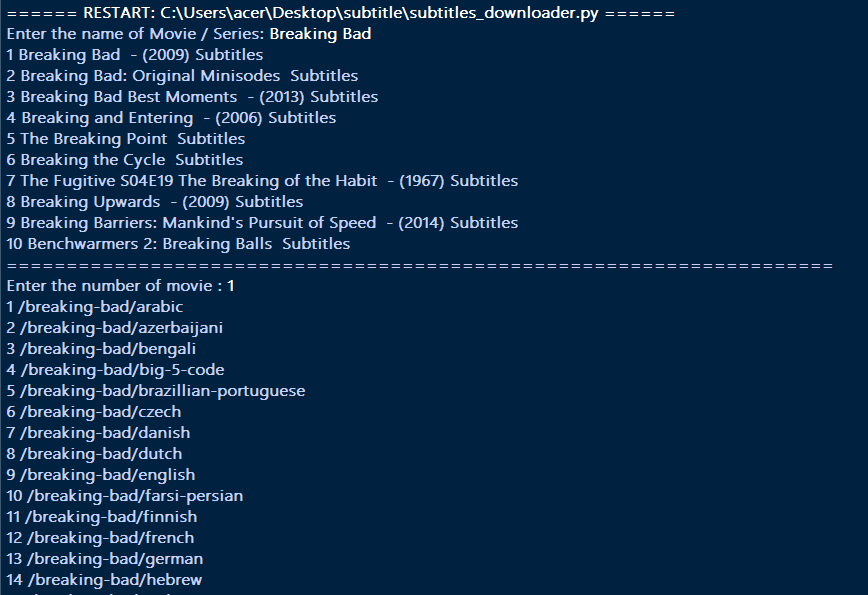 ====== RESTART: C:\Users\acer\Desktop\subtitle\subtitles_downloader.py ======
Enter the name of Movie / Series: Breaking Bad
1 Breaking Bad  - (2009) Subtitles
2 Breaking Bad: Original Minisodes  Subtitles
3 Breaking Bad Best Moments  - (2013) Subtitles
4 Breaking and Entering  - (2006) Subtitles
5 The Breaking Point  Subtitles
6 Breaking the Cycle  Subtitles
7 The Fugitive S04E19 The Breaking of the Habit  - (1967) Subtitles
8 Breaking Upwards  - (2009) Subtitles
9 Breaking Barriers: Mankind's Pursuit of Speed  - (2014) Subtitles
10 Benchwarmers 2: Breaking Balls  Subtitles
=====================================================================
Enter the number of movie : 1
1 /breaking-bad/arabic
2 /breaking-bad/azerbaijani
3 /breaking-bad/bengali
4 /breaking-bad/big-5-code
5 /breaking-bad/brazillian-portuguese
6 /breaking-bad/czech
7 /breaking-bad/danish
8 /breaking-bad/dutch
9 /breaking-bad/english
10 /breaking-bad/farsi-persian
11 /breaking-bad/finnish
12 /breaking-bad/french
13 /breaking-bad/german
14 /breaking-bad/hebrew